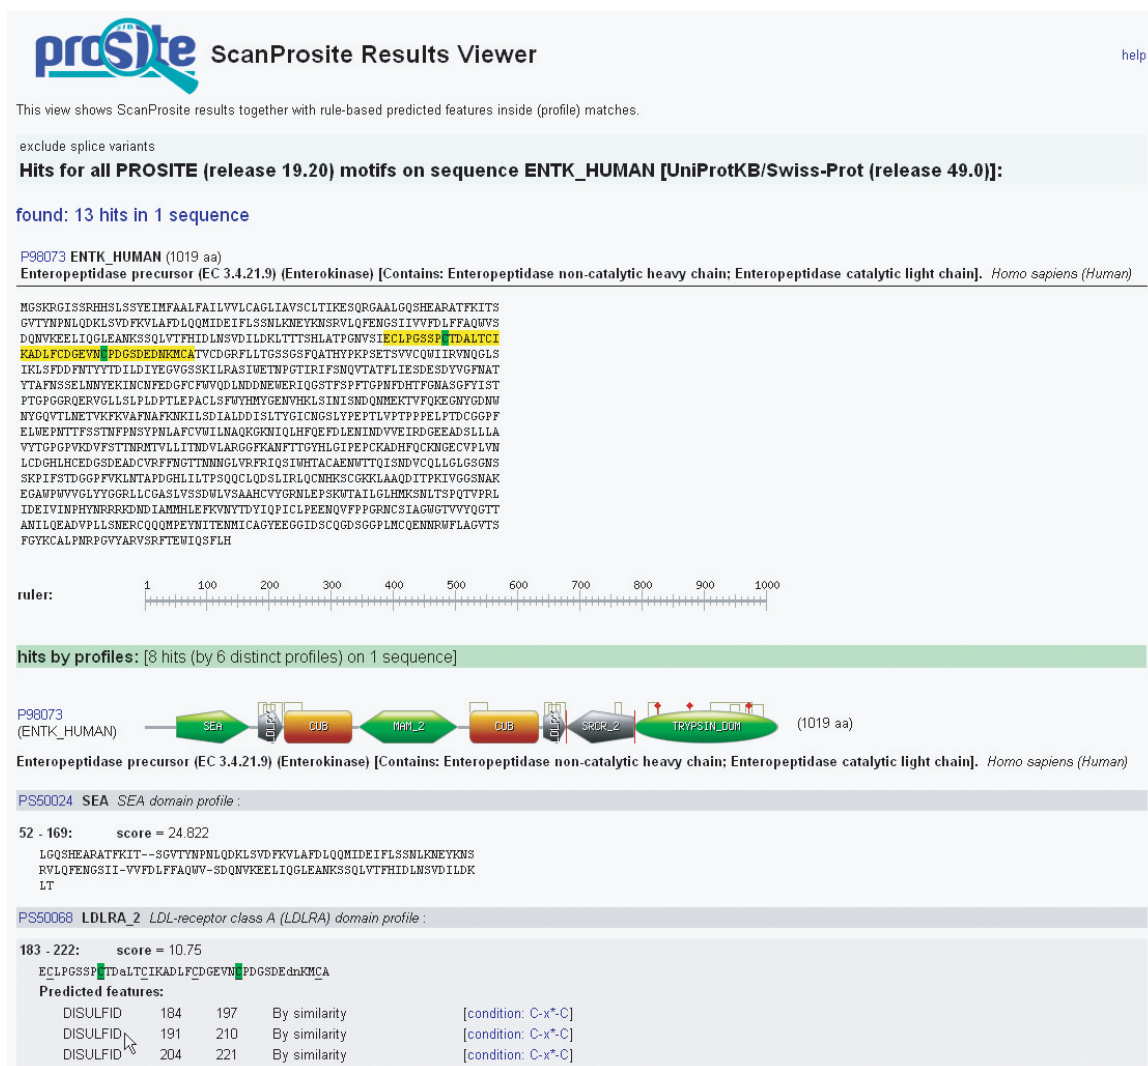 prosite ScanProsite Results Viewer
help
This view shows ScanProsite results together with rule-based predicted features inside (profile) matches.
exclude splice variants
Hits for all PROSITE (release 19.20) motifs on sequence ENTK_HUMAN [UniProtKB/Swiss-Prot (release 49.0)]:
found: 13 hits in 1 sequence
P98073 ENTK_HUMAN (1019 aa)
Enteropeptidase precursor (EC 3.4.21.9) (Enterokinase) [Contains: Enteropeptidase non-catalytic heavy chain; Enteropeptidase catalytic light chain]. Homo sapiens (Human)
MGSKRGISSRHHSLSSYEIMFAALFAILVVLCAGLIAVSCLTIKESQRGAALGQSHEARATFKITS
GVTYNPNLQDKLSVDFKVLAFDLQQMIDEIFLSSNLKNEYKNSRVLQFENGSIIVVFDLFFAQWVS
DQNVKEELIQGLEANKSSQLVTFHIDLNSVDILDKLTTTSHLATPGNVSIECLPGSSPCTDALTCI
KADLFCDGEVNCPDGSDEDNKMCATVCDGRFLLTGSSGSFQATHYPKPSETSVVCQWIIRVNQGLS
IKLSFDDFNTYYTDILDIYEGVGSSKILRASIWETNPGTIRIFSNQVTATFLIESDESDYVGFNAT
YTAFNSSELNNYEKINCNFEDGFCFWVQDLNDDNEWERIQGSTFSPFTGPNFDHTFGNASGFYIST
PTGPGGRQERVGLLSLPLDPTLEPACLSFWYHMYGENVHKLSINISNDQNMEKTVFQKEGNYGDNW
NYGQVTLNETVKFKVAFNAFKNKILSDIALDDISLTYGICNGSLYPEPTLVPTPPPELPTDCGGPF
ELWEPNTTFSSTNFPNSYPNLAFCVWILNAQKGKNIQLHFQEFDLENINDVVEIRDGEEADSLLLA
VYTGPGPVKDVFSTTNRMTVLLITNDVLARGGFKANFTTGYHLGIPEPCKADHFQCKNGECVPLVN
LCDGHLHCEDGSDEADCVRFFNGTTNNNGLVRFRIQSIWHTACAENWTTQISNDVCQLLGLGSGNS
SKPIFSTDGGPFVKLNTAPDGHLILTPSQQCLQDSLIRLQCNHKSCGKKLAAQDITPKIVGGSNAK
EGAWPWVVGLYYGGRLLCGASLVSSDWLVSAAHCVYGRNLEPSKWTAILGLHMKSNLTSPQTVPRL
IDEIVINPHYNRRRKDNDIAMMHLEFKVNYTDYIQPICLPEENQVFPPGRNCSIAGWGTVVYQGTT
ANILQEADVPLLSNERCQQQMPEYNITENMICAGYEEGGIDSCQGDSGGPLMCQENNRWFLAGVTS
FGYKCALPNRPGVYARVSRFTEWIQSFLH
ruler: 1 100 200 300 400 500 600 700 800 900 1000
hits by profiles: [8 hits (by 6 distinct profiles) on 1 sequence]
P98073
(ENTK_HUMAN) SEA CUB MAM_2 CUB SRCR_2 TRYPSIN_DOM (1019 aa)
Enteropeptidase precursor (EC 3.4.21.9) (Enterokinase) [Contains: Enteropeptidase non-catalytic heavy chain; Enteropeptidase catalytic light chain]. Homo sapiens (Human)
PS50024 SEA SEA domain profile :
52 - 169: score = 24.822
LGQSHEARATFKIT--SGVTYNPNLQDKLSVDFKVLAFDLQQMIDEIFLSSNLKNEYKNS
RVLQFENGSII-VVFDLFFAQWV-SDQNVKEELIQGLEANKSSQLVTFHIDLNSVDILDK
LT
PS50068 LDLRA_2 LDL-receptor class A (LDLRA) domain profile :
183 - 222: score = 10.75
ECLPGSSPCTDaLTCIKADLFCDGEVNCPDGSDEdnKMCA
Predicted features:
DISULFID 184 197 By similarity [condition: C-x*-C]
DISULFID 191 210 By similarity [condition: C-x*-C]
DISULFID 204 221 By similarity [condition: C-x*-C]